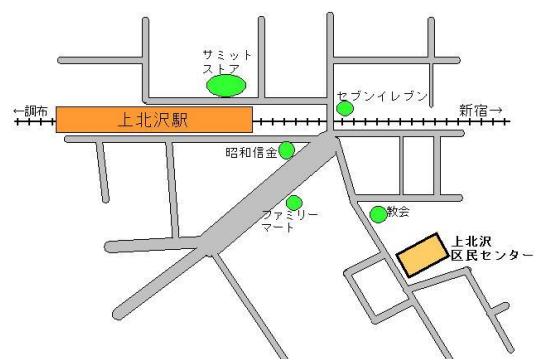 サミット
ストア
セブンイレブン
←調布
新宿→
上北沢駅
昭和信金
ファミリー
マート
教会
上北沢
区民センター